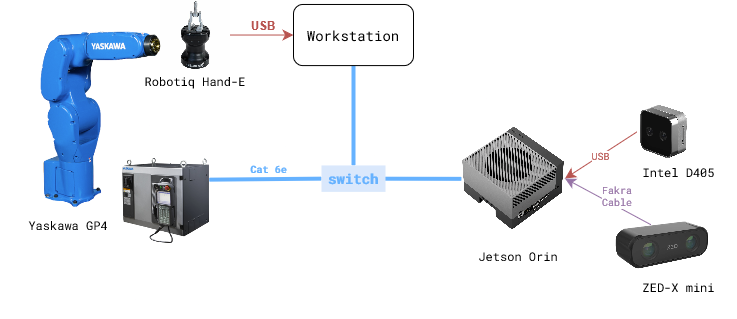 YASKAWA
USB
Workstation
Robotiq Hand-E
Cat 6e
switch
USB
Intel D405
Fakra
Cable
Yaskawa GP4
Jetson Orin
ZED-X mini